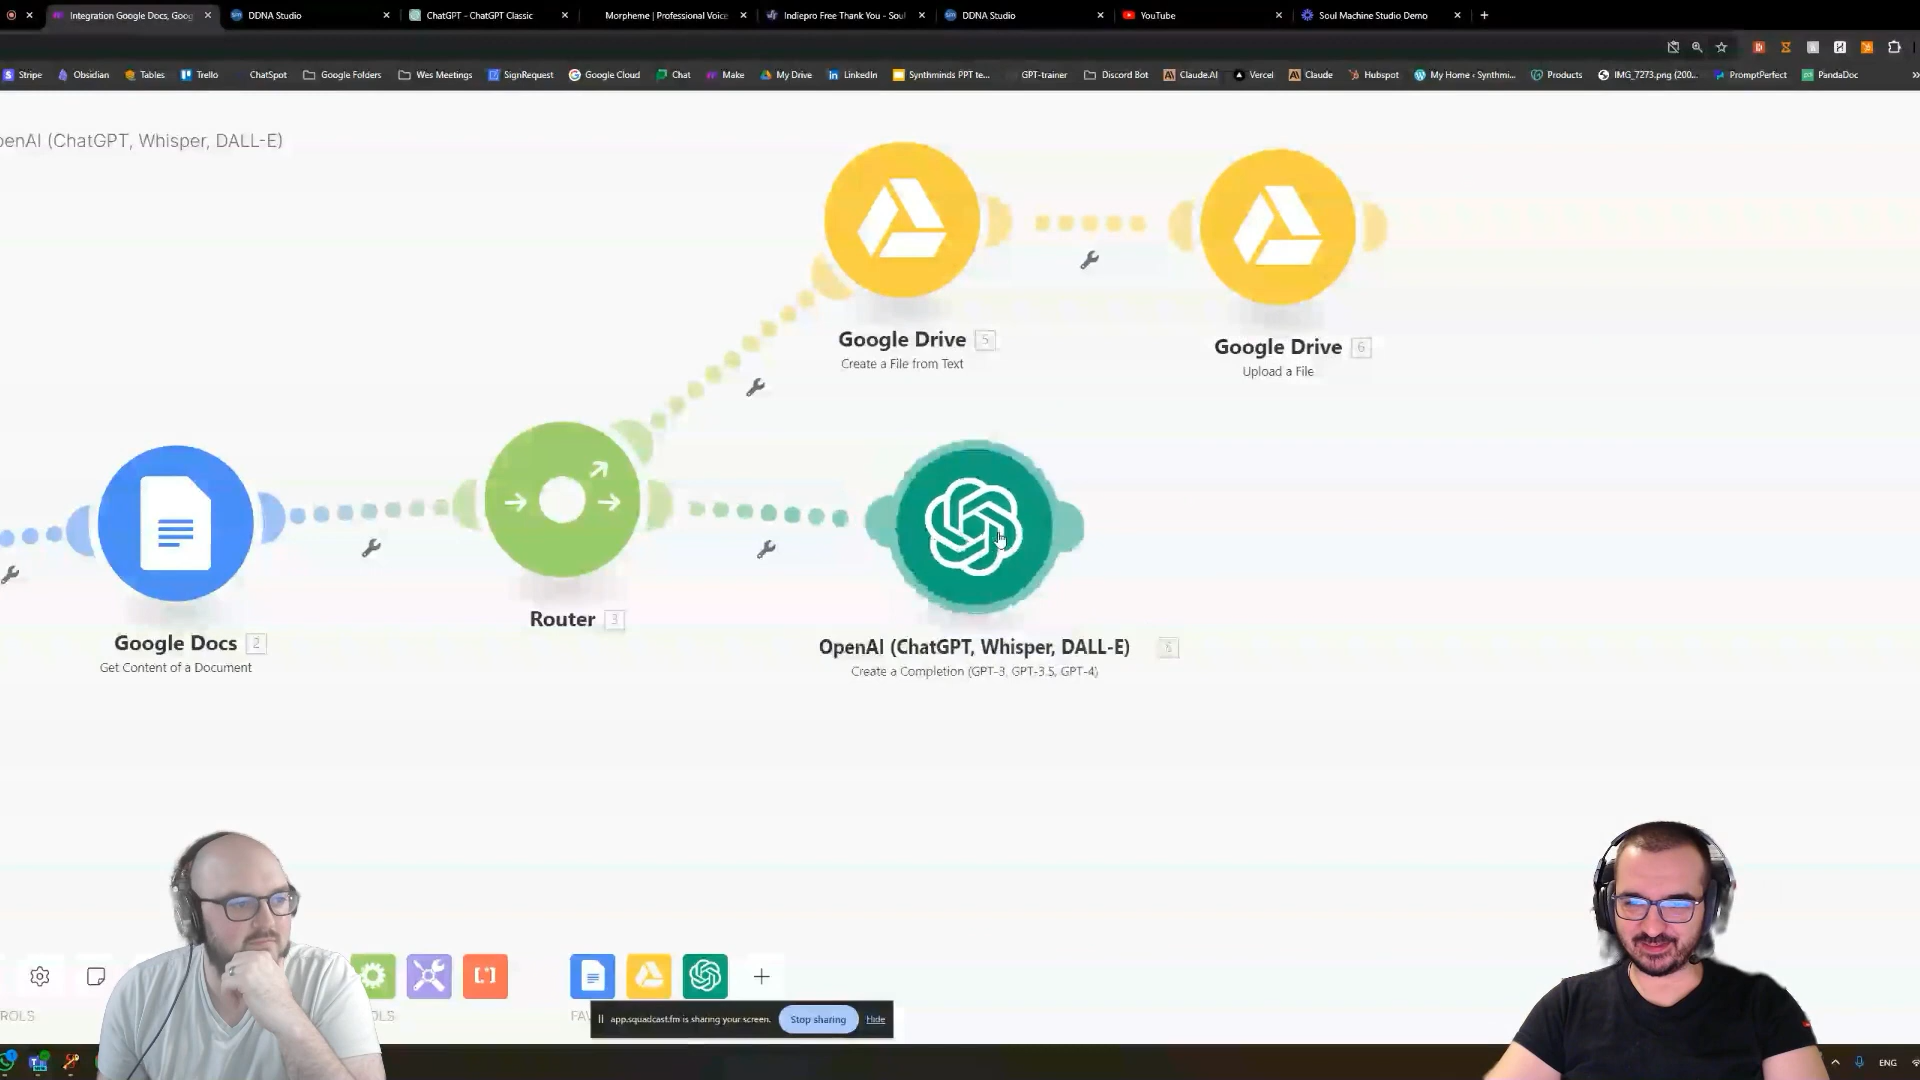 Integration Google Docs, Goog
DDNA Studio
ChatGPT - ChatGPT Classic
Morpheme | Professional Voice
Indiepro Free Thank You - Soul
DDNA Studio
YouTube
Soul Machine Studio Demo
Stripe
Obsidian
Tables
Trello
ChatSpot
Google Folders
Wes Meetings
SignRequest
Google Cloud
Chat
Make
My Drive
LinkedIn
Synthminds PPT te...
GPT-trainer
Discord Bot
Claude.AI
Vercel
Claude
Hubspot
My Home ‹ Synthmi...
Products
IMG_7273.png (200...
PromptPerfect
PandaDoc
penAI (ChatGPT, Whisper, DALL-E)
Google Drive 5
Create a File from Text
Google Drive 6
Upload a File
Google Docs 2
Get Content of a Document
Router 3
OpenAI (ChatGPT, Whisper, DALL-E)
Create a Completion (GPT-3, GPT-3.5, GPT-4)
ROLS
OLS
FA
app.squadcast.fm is sharing your screen.
Stop sharing
Hide
ENG